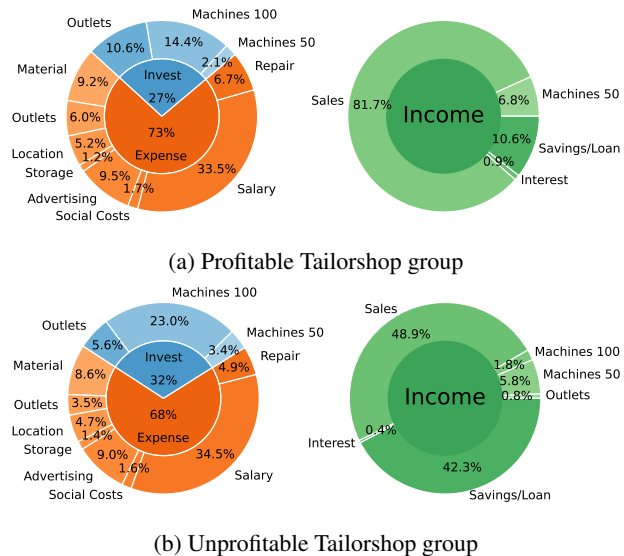 Outlets
Machines 100
10.6%
14.4%
Machines 50
2.1%
Repair
6.7%
Material
9.2%
Invest
27%
Outlets
6.0%
73%
Expense
Location
5.2%
Storage
1.2%
Advertising
9.5%
Social Costs
1.7%
33.5%
Salary
Sales
81.7%
Income
6.8%
Machines 50
10.6%
Savings/Loan
0.9%
Interest
(a) Profitable Tailorshop group
Machines 100
23.0%
Outlets
5.6%
Machines 50
3.4%
Repair
4.9%
Material
8.6%
Invest
32%
Outlets
3.5%
68%
Expense
Location
4.7%
Storage
1.4%
Advertising
9.0%
Social Costs
1.6%
34.5%
Salary
Sales
48.9%
Income
1.8%
Machines 100
5.8%
Machines 50
0.8%
Outlets
Interest
0.4%
42.3%
Savings/Loan
(b) Unprofitable Tailorshop group